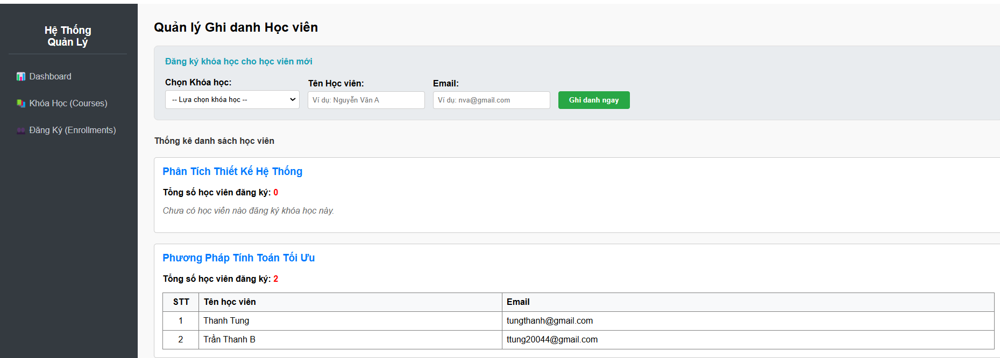 Hệ Thống
Quản Lý
Dashboard
Khóa Học (Courses)
Đăng Ký (Enrollments)
Quản lý Ghi danh Học viên
Đăng ký khóa học cho học viên mới
Chọn Khóa học: Tên Học viên: Email:
-- Lựa chọn khóa học -- Ví dụ: Nguyễn Văn A Ví dụ: nva@gmail.com Ghi danh ngay
Thống kê danh sách học viên
Phân Tích Thiết Kế Hệ Thống
Tổng số học viên đăng ký: 0
Chưa có học viên nào đăng ký khóa học này.
Phương Pháp Tính Toán Tối Ưu
Tổng số học viên đăng ký: 2
STT Tên học viên Email
1 Thanh Tung tungthanh@gmail.com
2 Trần Thanh B ttung20044@gmail.com